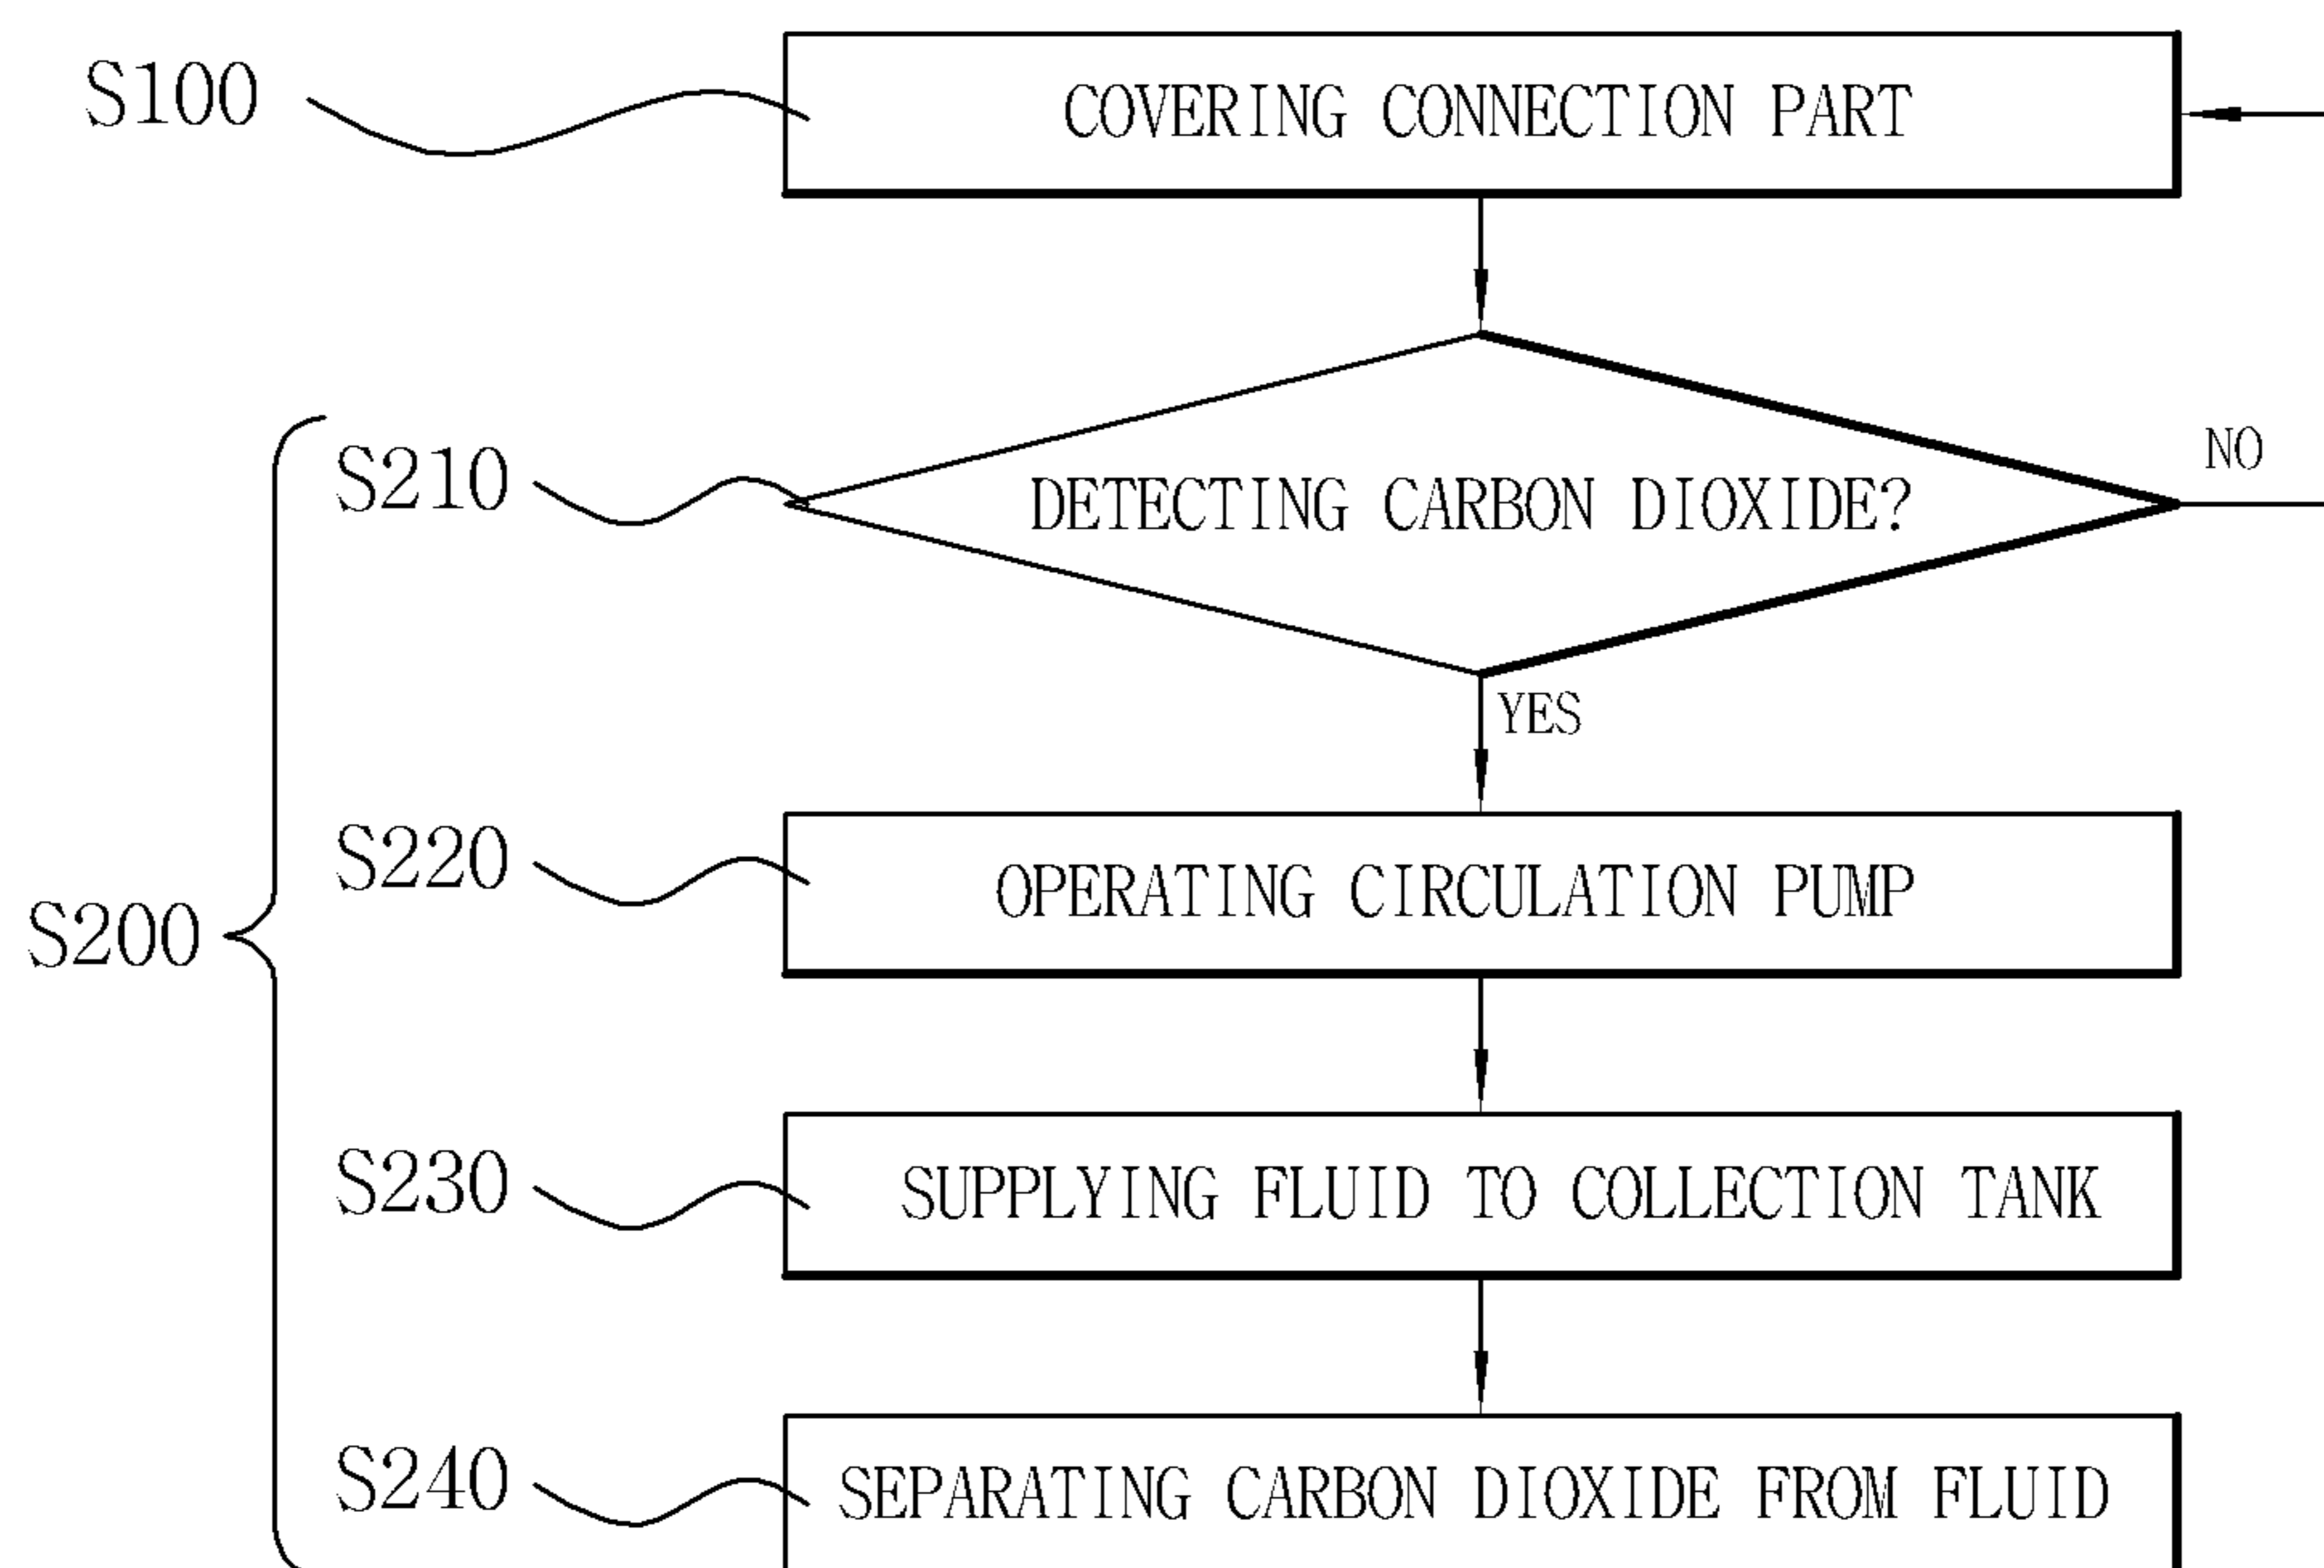 S100
COVERING CONNECTION PART
S210
DETECTING CARBON DIOXIDE?
NO
YES
S220
OPERATING CIRCULATION PUMP
S200
S230
SUPPLYING FLUID TO COLLECTION TANK
S240
SEPARATING CARBON DIOXIDE FROM FLUID